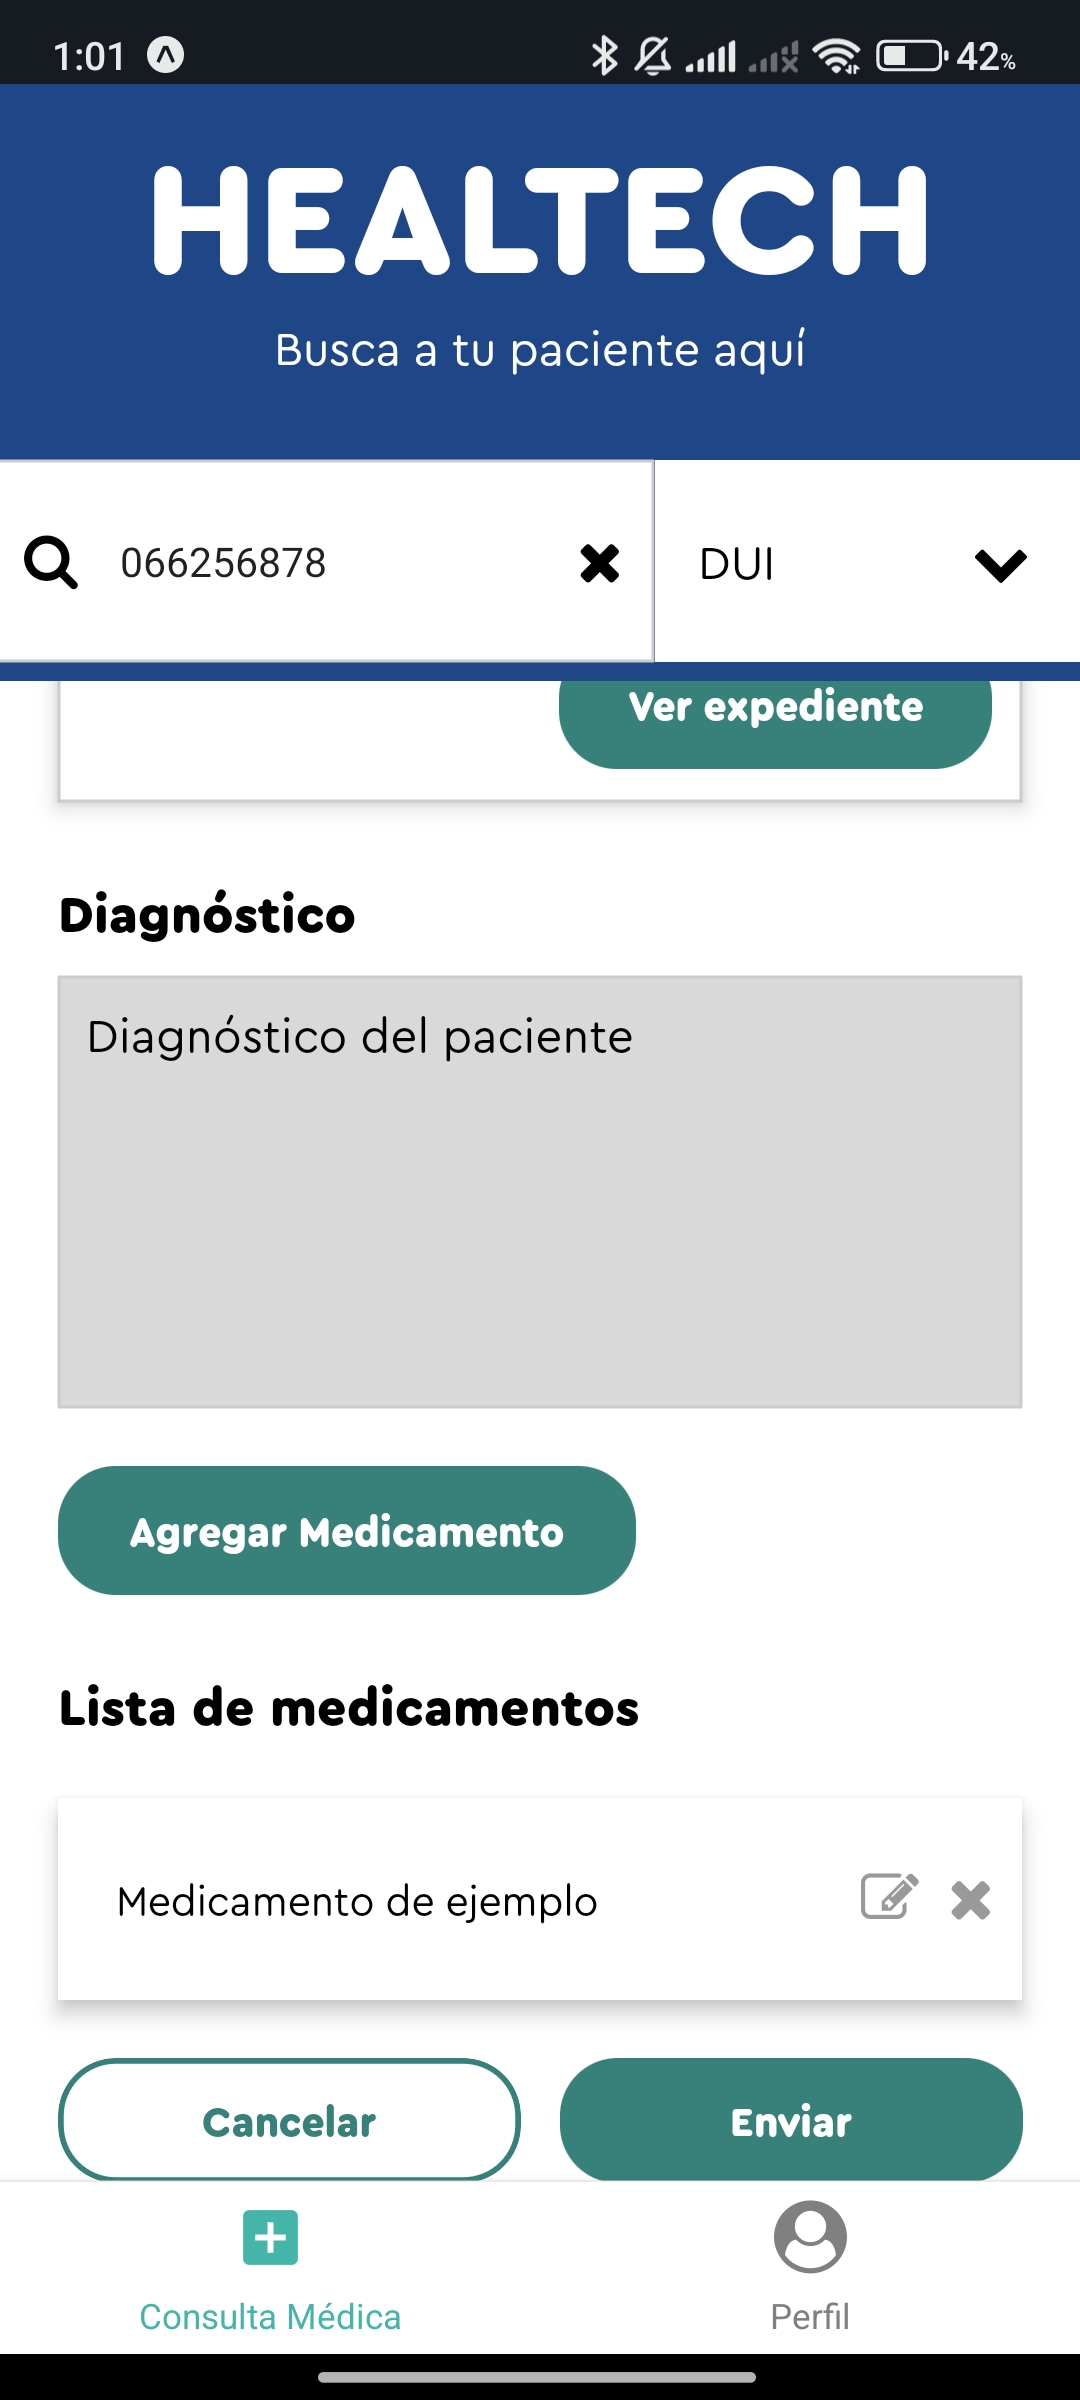 1:01 42%
HEALTECH
Busca a tu paciente aquí
066256878 DUI
Ver expediente
Diagnóstico
Diagnóstico del paciente
Agregar Medicamento
Lista de medicamentos
Medicamento de ejemplo
Cancelar Enviar
Consulta Médica Perfil